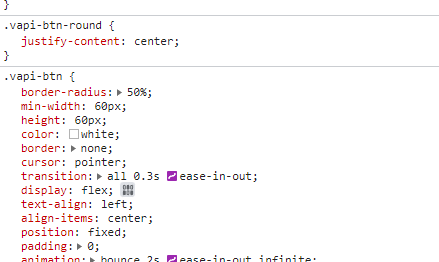 }
.vapi-btn-round {
justify-content: center;
}
.vapi-btn {
border-radius: 50%;
min-width: 60px;
height: 60px;
color: white;
border: none;
cursor: pointer;
transition: all 0.3s ease-in-out;
display: flex;
text-align: left;
align-items: center;
position: fixed;
padding: 0;
animation: bounce 2s ease-in-out infinite;